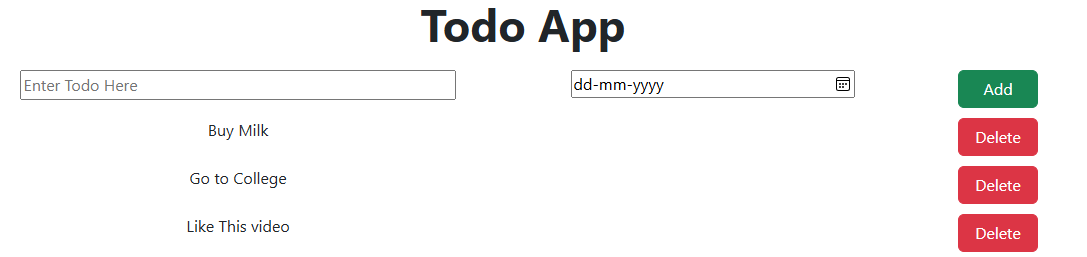 Todo App
Enter Todo Here dd-mm-yyyy Add
Buy Milk Delete
Go to College Delete
Like This video Delete